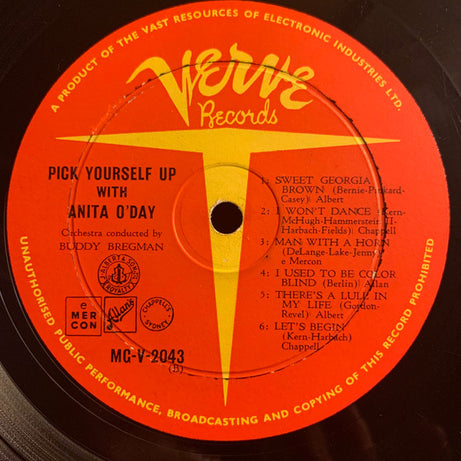 A PRODUCT OF THE VAST RESOURCES OF ELECTRONIC INDUSTRIES LTD.
Verve
Records
PICK YOURSELF UP
WITH
ANITA O'DAY
Orchestra conducted by
BUDDY BREGMAN
J. ALBERT & SON
ROYALTY
e
MER
CON
Allans
CHAPPELL'S
SYDNEY
MG-V-2043
(B)
1: SWEET GEORGIA
BROWN (Bernie-Pinkard-
Casey) Albert
2: I WON'T DANCE (Kern-
McHugh-Hammerstein II-
Harbach-Fields) Chappell
3: MAN WITH A HORN
(DeLange-Lake-Jenny)
e Mercon
4: I USED TO BE COLOR
BLIND (Berlin) Allan
5: THERE'S A LULL IN
MY LIFE (Gordon-
Revel) Albert
6: LET'S BEGIN
(Kern-Harbach)
Chappell
UNAUTHORISED PUBLIC PERFORMANCE, BROADCASTING AND COPYING OF THIS RECORD PROHIBITED